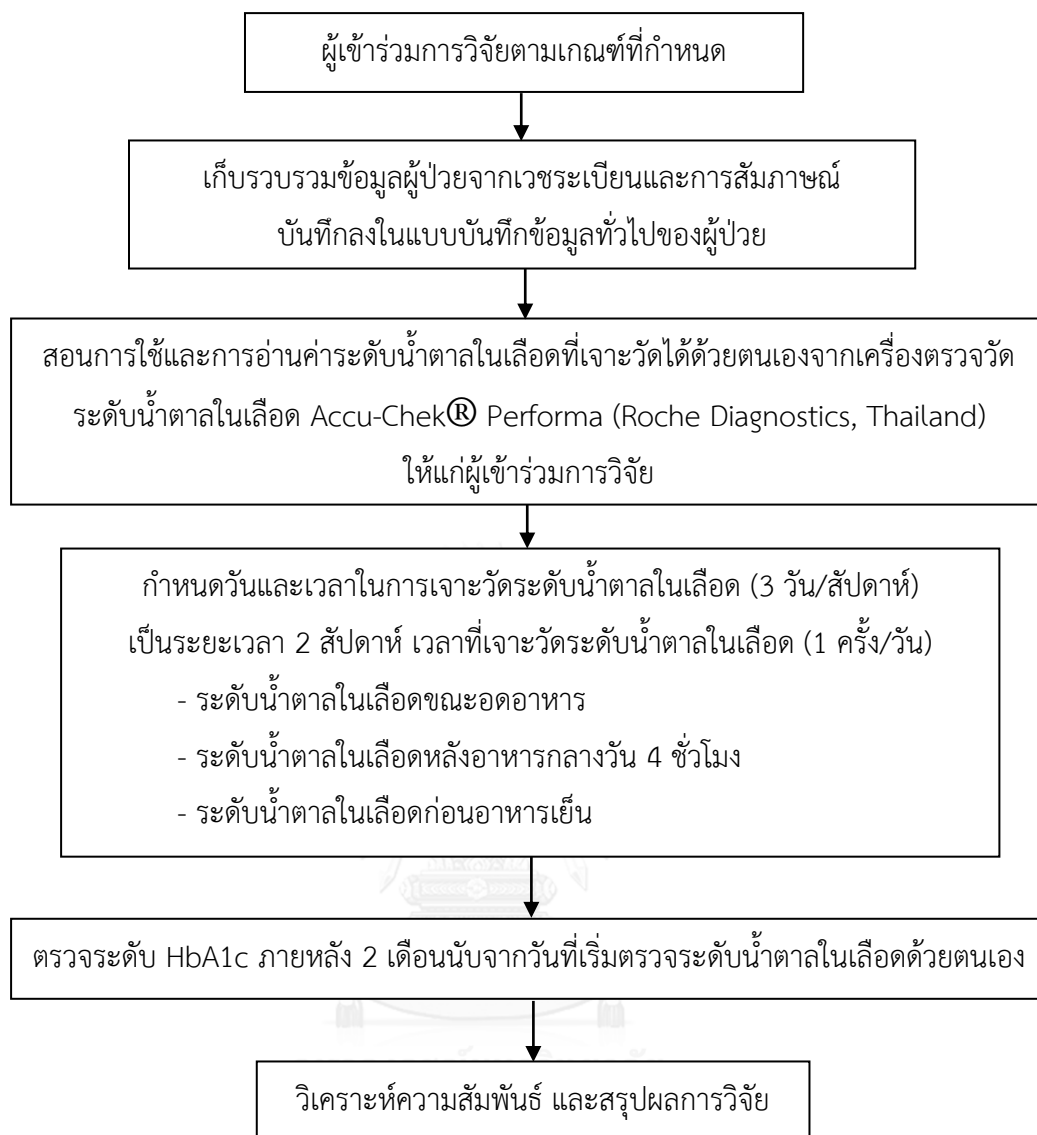 ผู้เข้าร่วมการวิจัยตามเกณฑ์ที่กำหนด
เก็บรวบรวมข้อมูลผู้ป่วยจากเวชระเบียนและการสัมภาษณ์
บันทึกลงในแบบบันทึกข้อมูลทั่วไปของผู้ป่วย
สอนการใช้และการอ่านค่าระดับน้ำตาลในเลือดที่เจาะวัดได้ด้วยตนเองจากเครื่องตรวจวัด
ระดับน้ำตาลในเลือด Accu-Chek® Performa (Roche Diagnostics, Thailand)
ให้แก่ผู้เข้าร่วมการวิจัย
กำหนดวันและเวลาในการเจาะวัดระดับน้ำตาลในเลือด (3 วัน/สัปดาห์)
เป็นระยะเวลา 2 สัปดาห์ เวลาที่เจาะวัดระดับน้ำตาลในเลือด (1 ครั้ง/วัน)
- ระดับน้ำตาลในเลือดขณะอดอาหาร
- ระดับน้ำตาลในเลือดหลังอาหารกลางวัน 4 ชั่วโมง
- ระดับน้ำตาลในเลือดก่อนอาหารเย็น
ตรวจระดับ HbA1c ภายหลัง 2 เดือนนับจากวันที่เริ่มตรวจระดับน้ำตาลในเลือดด้วยตนเอง
วิเคราะห์ความสัมพันธ์ และสรุปผลการวิจัย